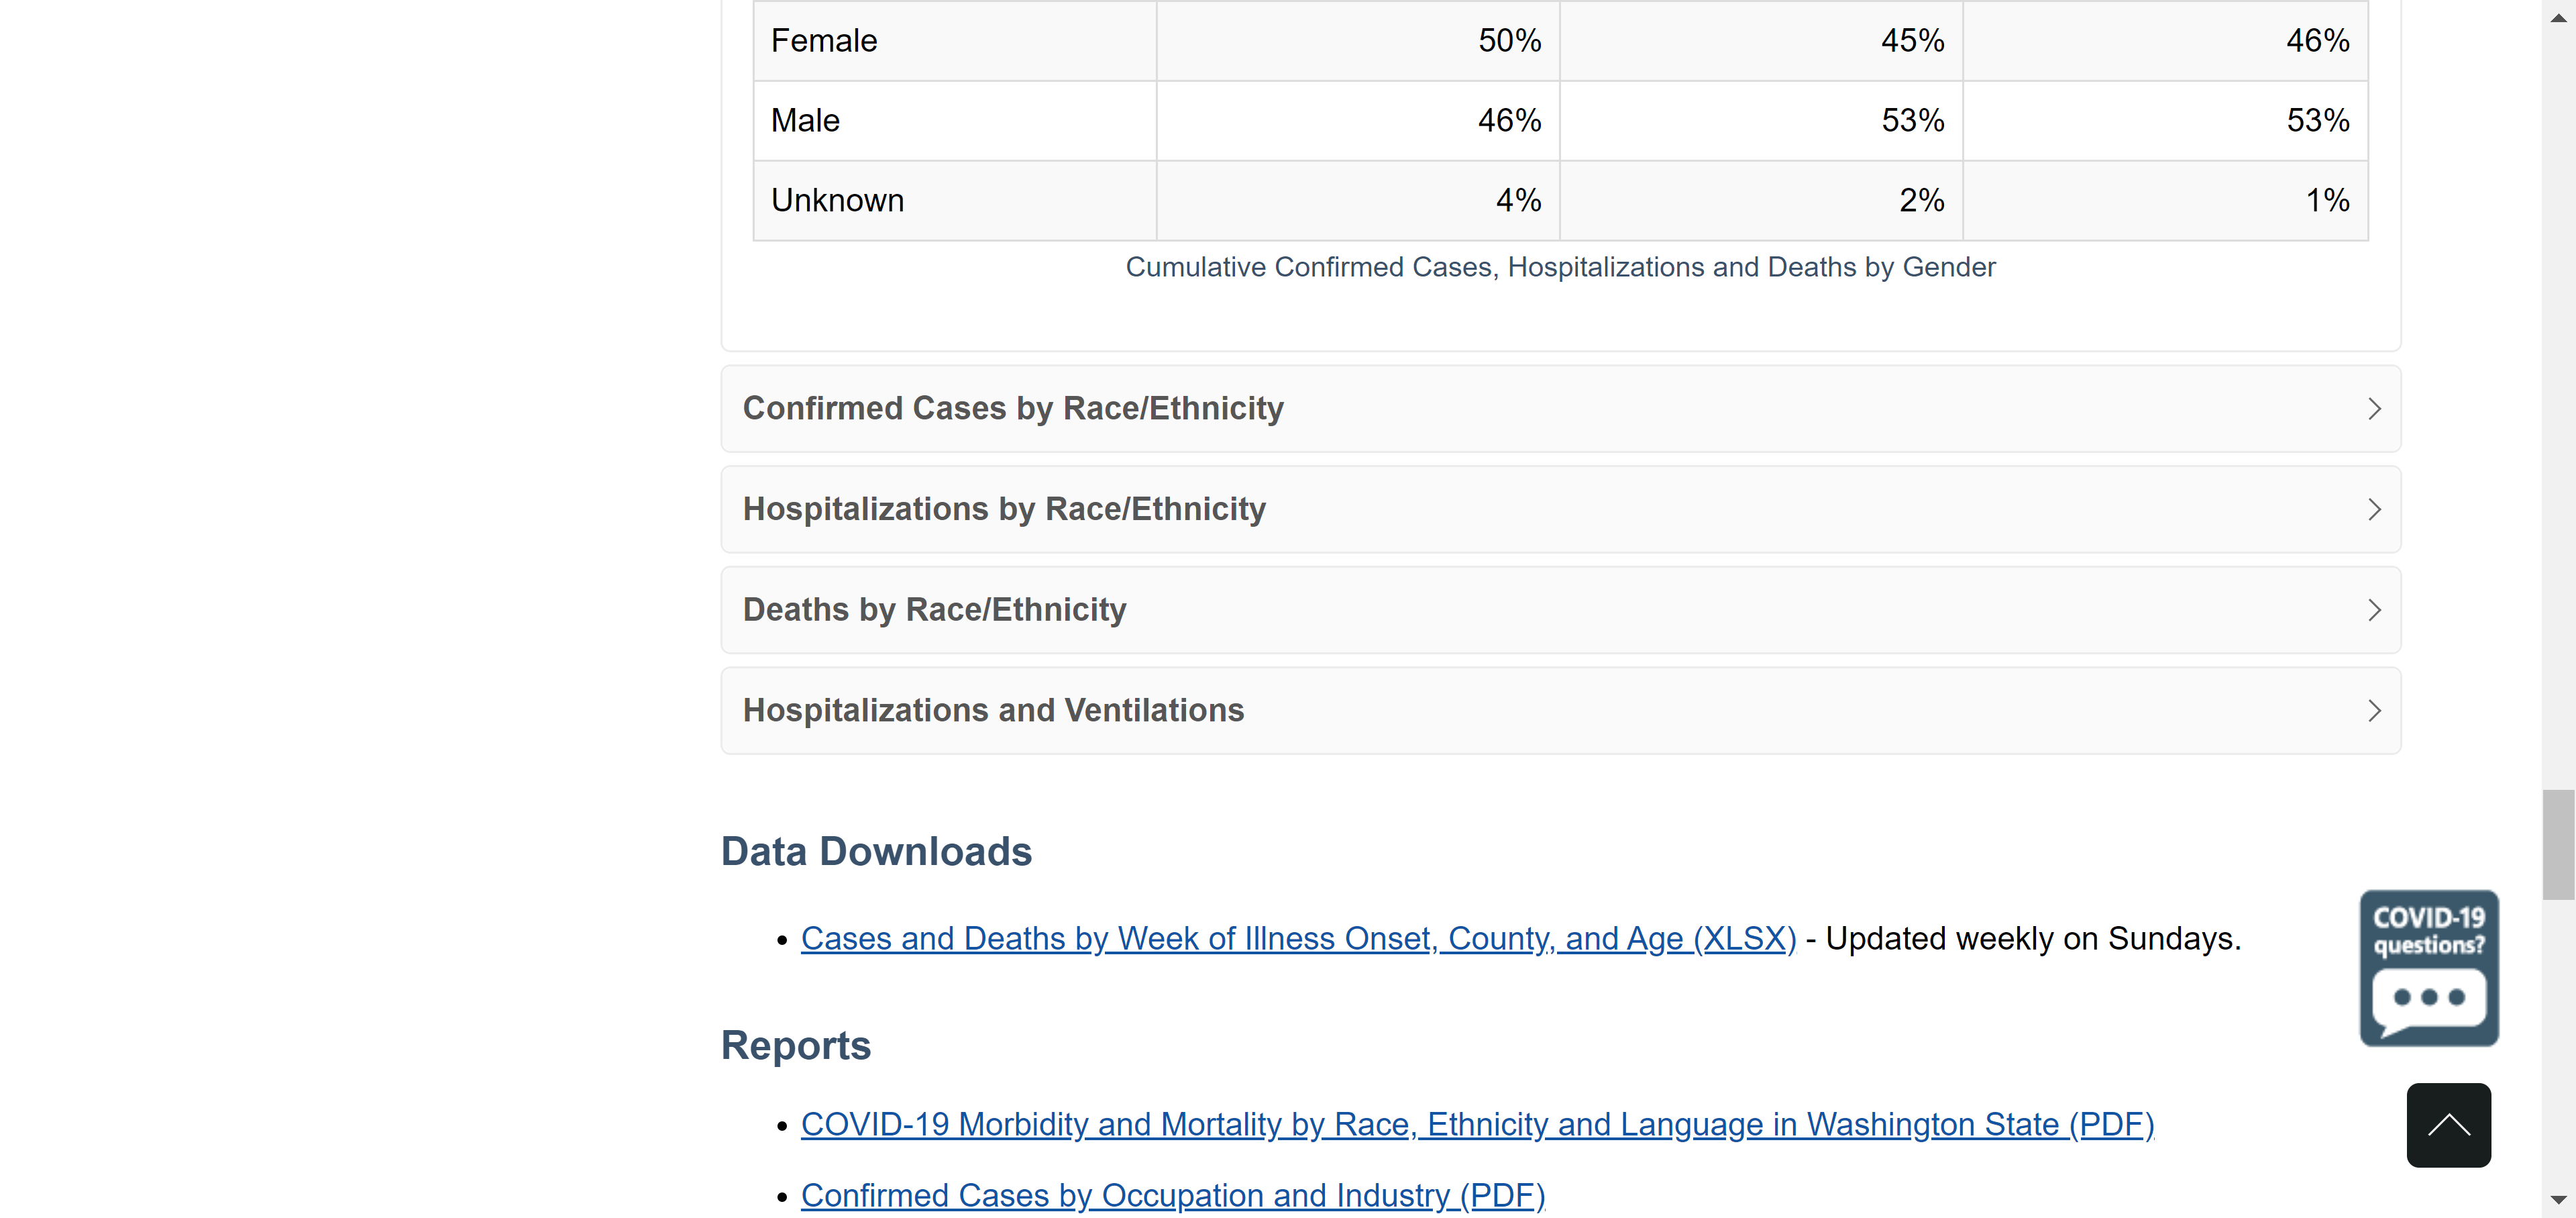 Female 50% 45% 46%
Male 46% 53% 53%
Unknown 4% 2% 1%
Cumulative Confirmed Cases, Hospitalizations and Deaths by Gender
Confirmed Cases by Race/Ethnicity
Hospitalizations by Race/Ethnicity
Deaths by Race/Ethnicity
Hospitalizations and Ventilations
Data Downloads
• Cases and Deaths by Week of Illness Onset, County, and Age (XLSX) - Updated weekly on Sundays.
COVID-19
questions?
Reports
• COVID-19 Morbidity and Mortality by Race, Ethnicity and Language in Washington State (PDF)
• Confirmed Cases by Occupation and Industry (PDF)